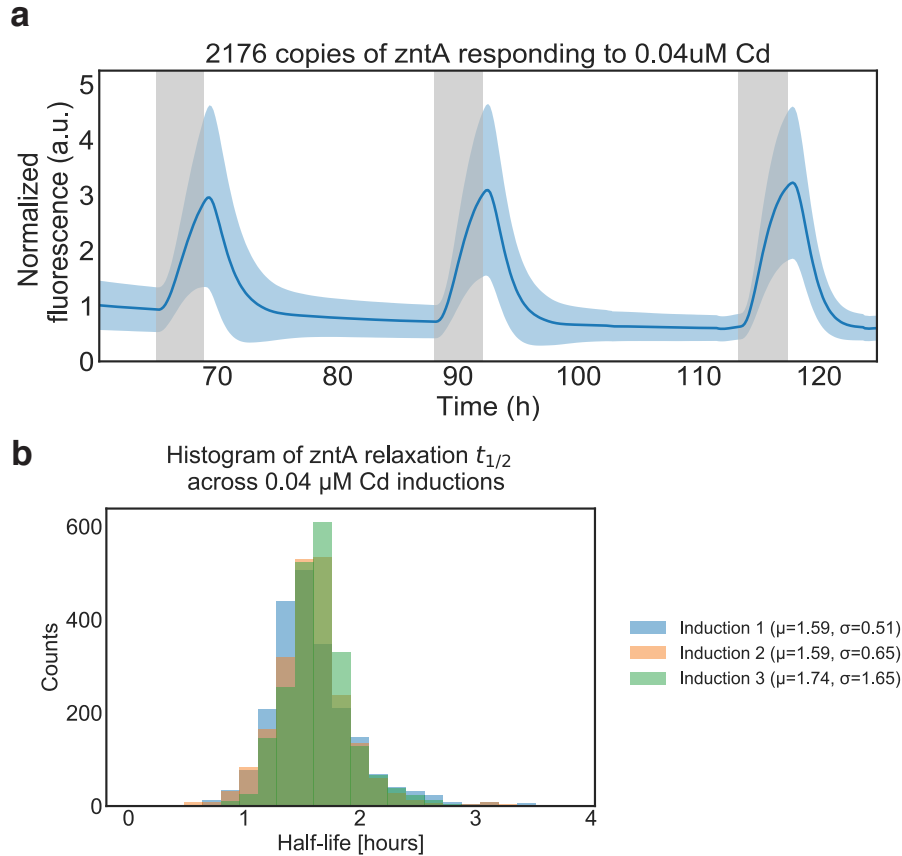 a
2176 copies of zntA responding to 0.04uM Cd
Normalized
fluorescence (a.u.)
5
4
3
2
1
0
70 80 90 100 110 120
Time (h)
b
Histogram of zntA relaxation t1/2
across 0.04 µM Cd inductions
Counts
600
400
200
0
0 1 2 3 4
Half-life [hours]
Induction 1 (µ=1.59, σ=0.51)
Induction 2 (µ=1.59, σ=0.65)
Induction 3 (µ=1.74, σ=1.65)